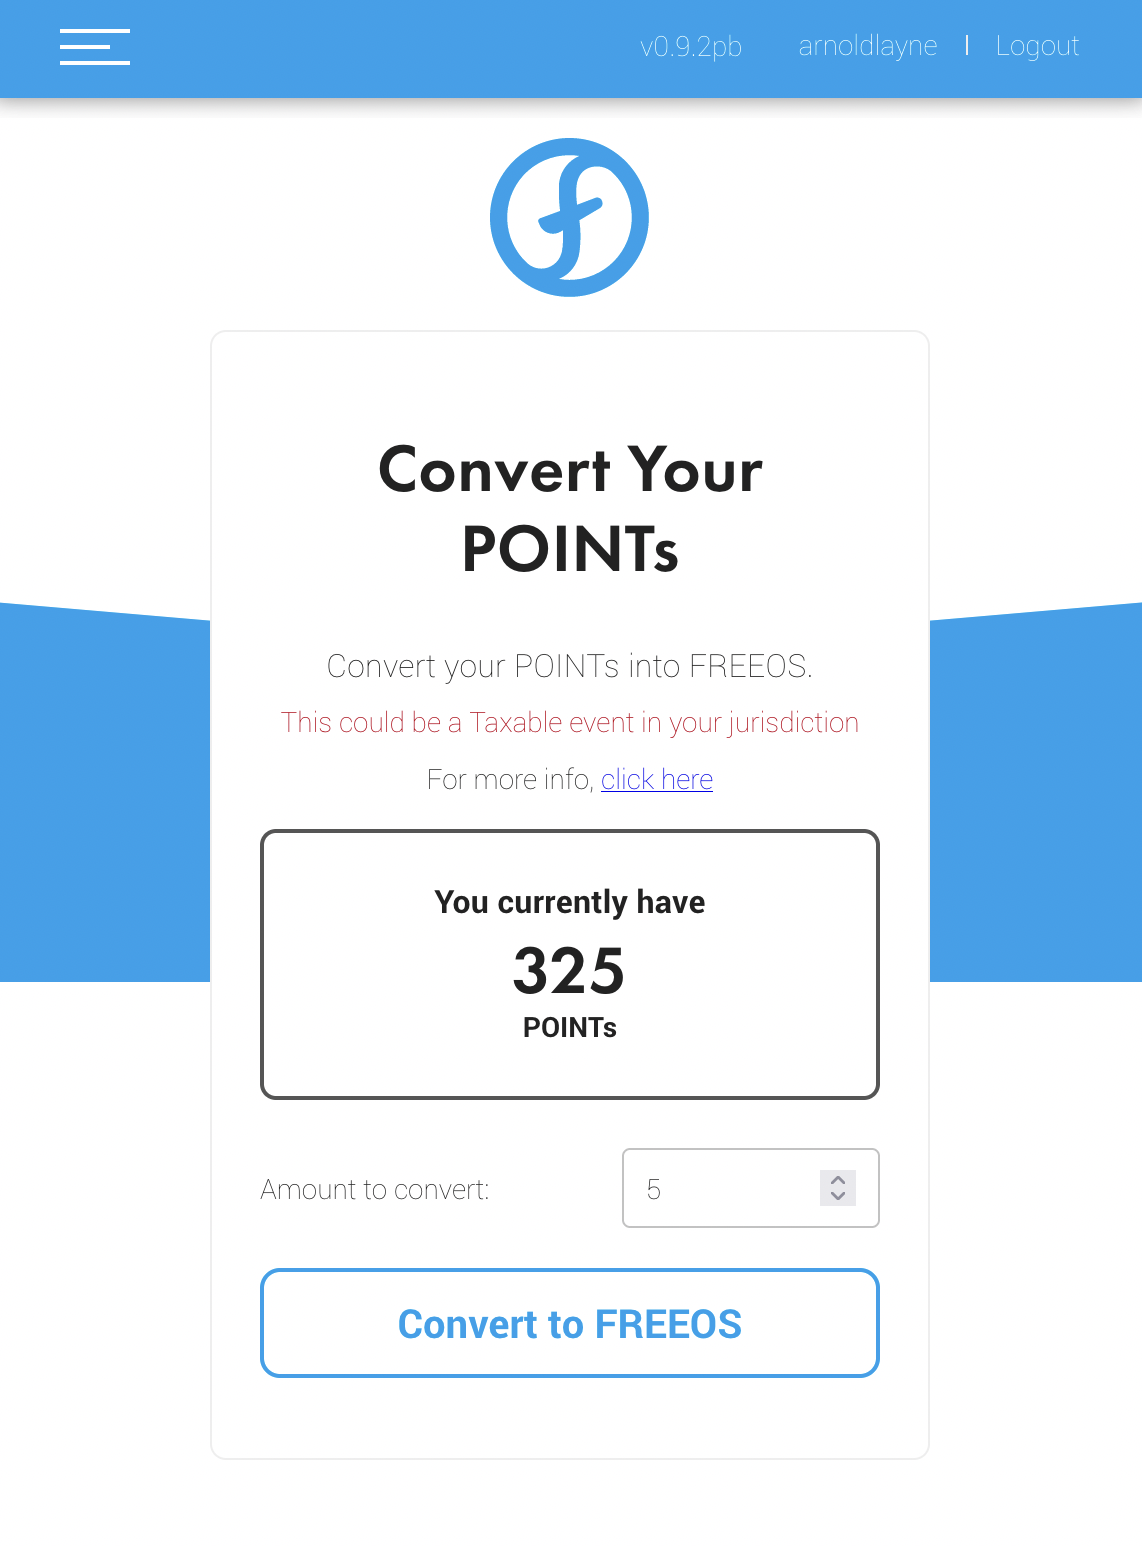 v0.9.2pb
arnoldlayne
Logout
Convert Your
POINTs
Convert your POINTs into FREEOS.
This could be a Taxable event in your jurisdiction
For more info, click here
You currently have
325
POINTs
Amount to convert:
5
Convert to FREEOS